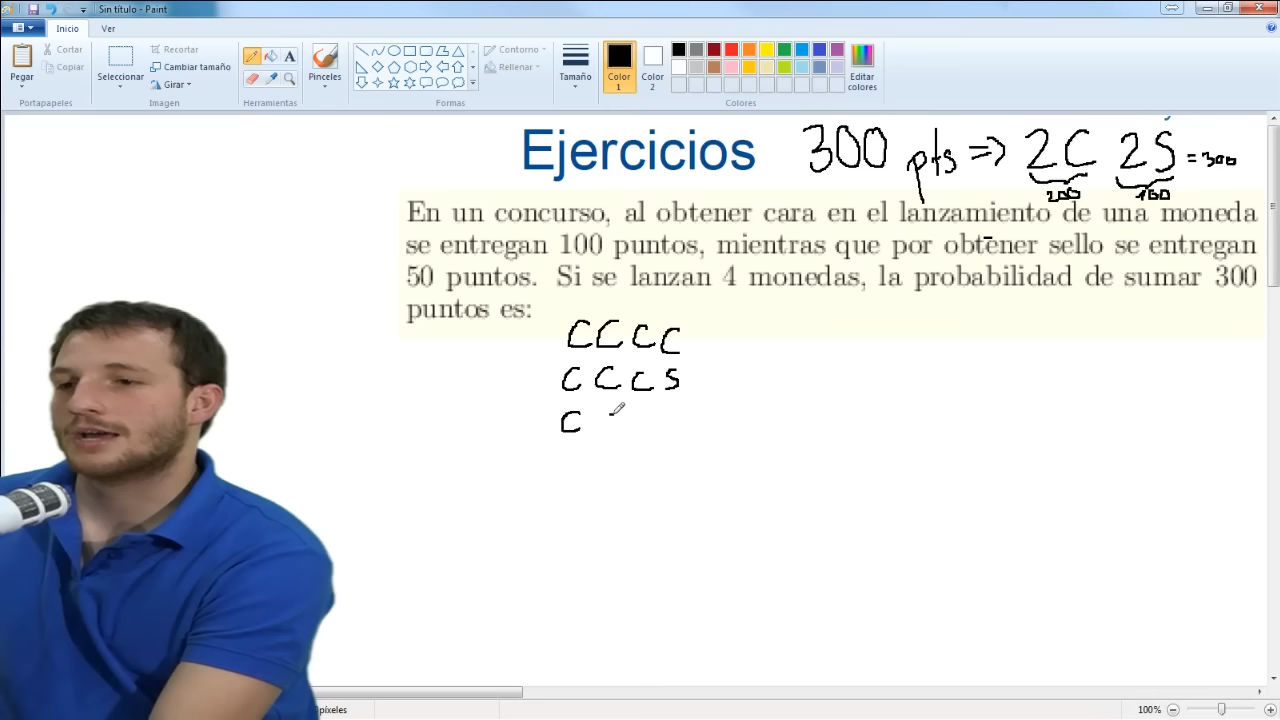 Sin título - Paint
Inicio Ver
Pegar
Cortar
Copiar
Portapapeles
Seleccionar
Recortar
Cambiar tamaño
Girar
Imagen
A
Herramientas
Pinceles
Contorno
Rellenar
Formas
Tamaño
Color 1
Color 2
Editar colores
Colores
Ejercicios 300 pts => 2C 2S = 300
200 100
En un concurso, al obtener cara en el lanzamiento de una moneda
se entregan 100 puntos, mientras que por obtener sello se entregan
50 puntos. Si se lanzan 4 monedas, la probabilidad de sumar 300
puntos es:
C C C C
C C C S
C
píxeles
100%